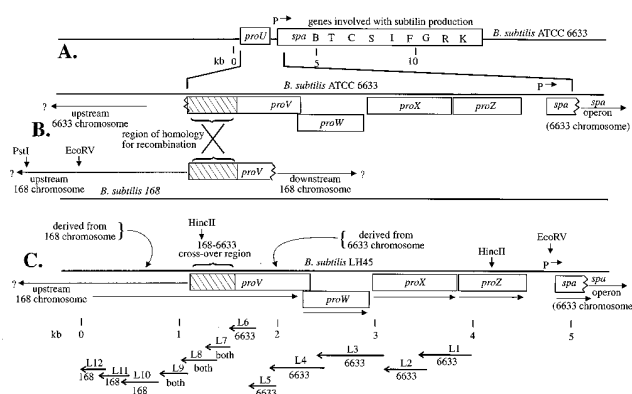 P genes involved with subtilin production
proU spa B T C S I F G R K B. subtilis ATCC 6633
A.
kb 0 5 10
B. subtilis ATCC 6633 P
? upstream 6633 chromosome proV proW proX proZ spa spa operon
(6633 chromosome)
B.
region of homology for recombination
PstI EcoRV
? upstream 168 chromosome proV downstream 168 chromosome ?
B. subtilis 168
derived from 168 chromosome HincII derived from 6633 chromosome EcoRV
168-6633 cross-over region HincII P
C. B. subtilis LH45
? upstream 168 chromosome proV proW proX proZ spa spa operon
(6633 chromosome)
kb 0 1 2 3 4 5
L6 6633
L7 both
L8 both
L3 6633
L1 6633
L12 168
L11 168
L10 168
L9 both
L4 6633
L2 6633
L5 6633